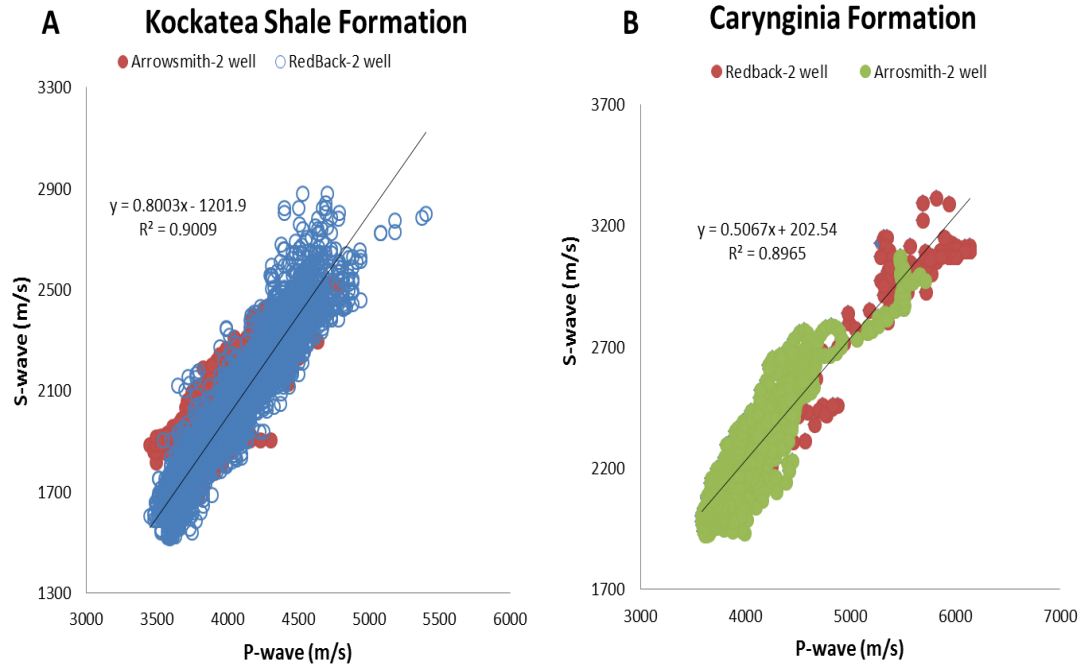 A Kockatea Shale Formation
Arrowsmith-2 well RedBack-2 well
3300
2900
2500
2100
1700
1300
y = 0.8003x - 1201.9
R² = 0.9009
S-wave (m/s)
3000 3500 4000 4500 5000 5500 6000
P-wave (m/s)
B Carynginia Formation
Redback-2 well Arrosmith-2 well
3700
3200
2700
2200
1700
y = 0.5067x + 202.54
R² = 0.8965
S-wave (m/s)
3000 4000 5000 6000 7000
P-wave (m/s)